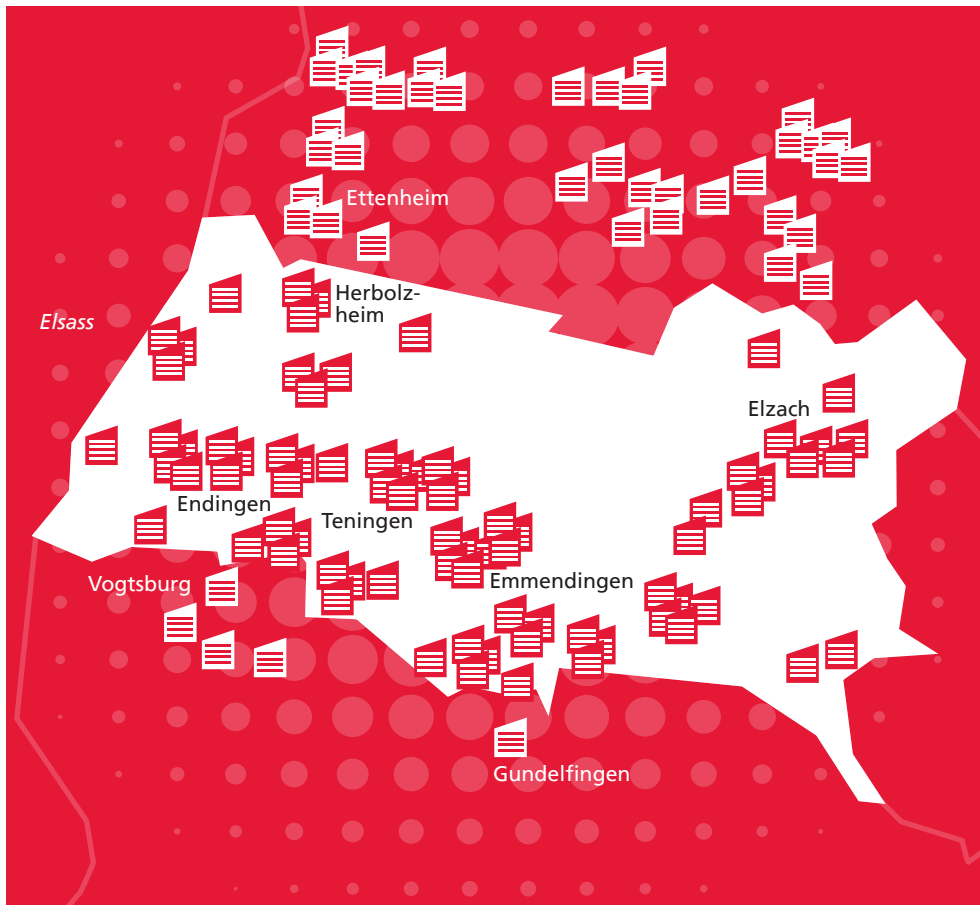 Ettenheim
Herbolz-
heim
Elsass
Elzach
Endingen
Teningen
Emmendingen
Vogtsburg
Gundelfingen